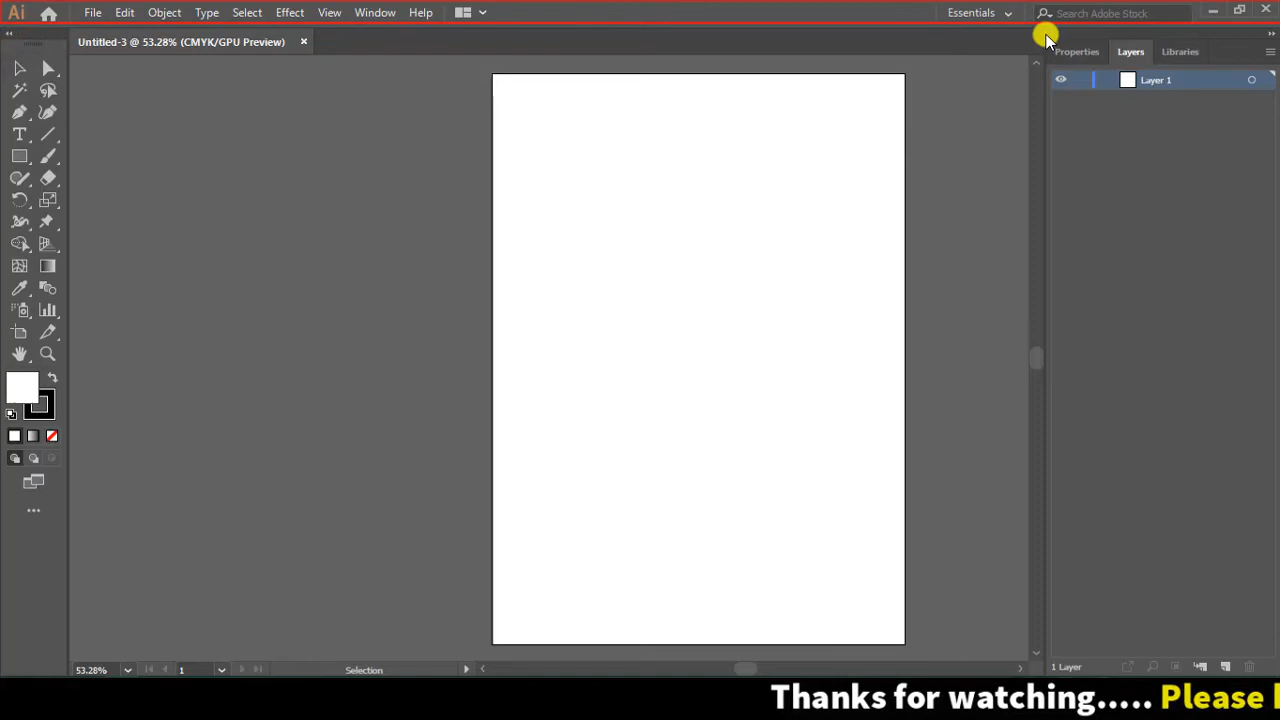 Ai File Edit Object Type Select Effect View Window Help Essentials Search Adobe Stock
Untitled-3 @ 53.28% (CMYK/GPU Preview) ×
Properties Layers Libraries
Layer 1
T
53.28% 1 Selection 1 Layer
Thanks for watching..... Please